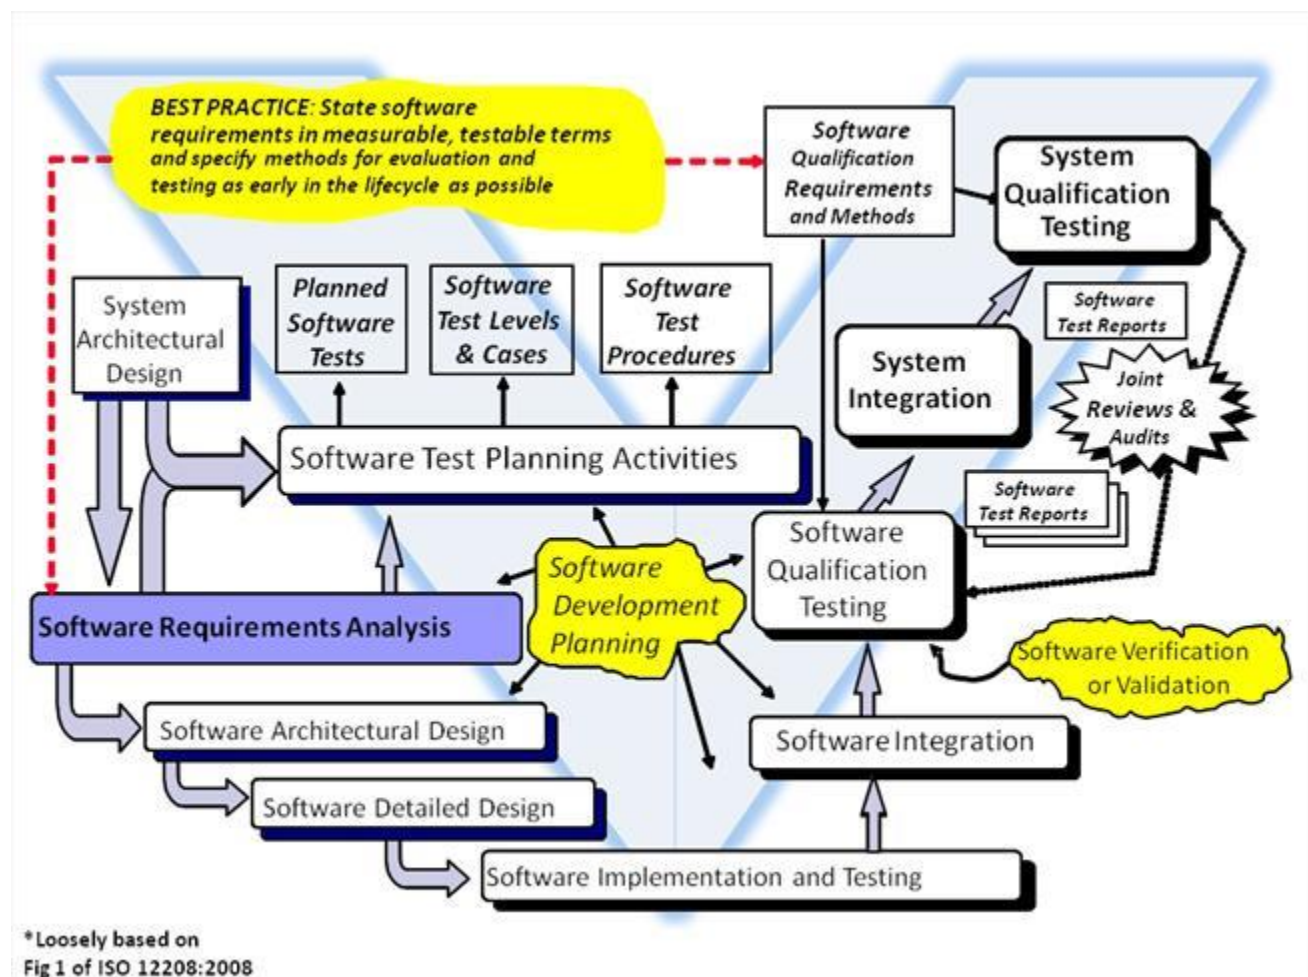 BEST PRACTICE: State software
requirements in measurable, testable terms
and specify methods for evaluation and
testing as early in the lifecycle as possible
Software
Qualification
Requirements
and Methods
System
Qualification
Testing
System
Architectural
Design
Planned
Software
Tests
Software
Test Levels
& Cases
Software
Test
Procedures
Software
Test Reports
System
Integration
Joint
Reviews &
Audits
Software Test Planning Activities
Software
Test Reports
Software
Development
Planning
Software
Qualification
Testing
Software Requirements Analysis
Software Verification
or Validation
Software Architectural Design
Software Integration
Software Detailed Design
Software Implementation and Testing
*Loosely based on
Fig 1 of ISO 12208:2008